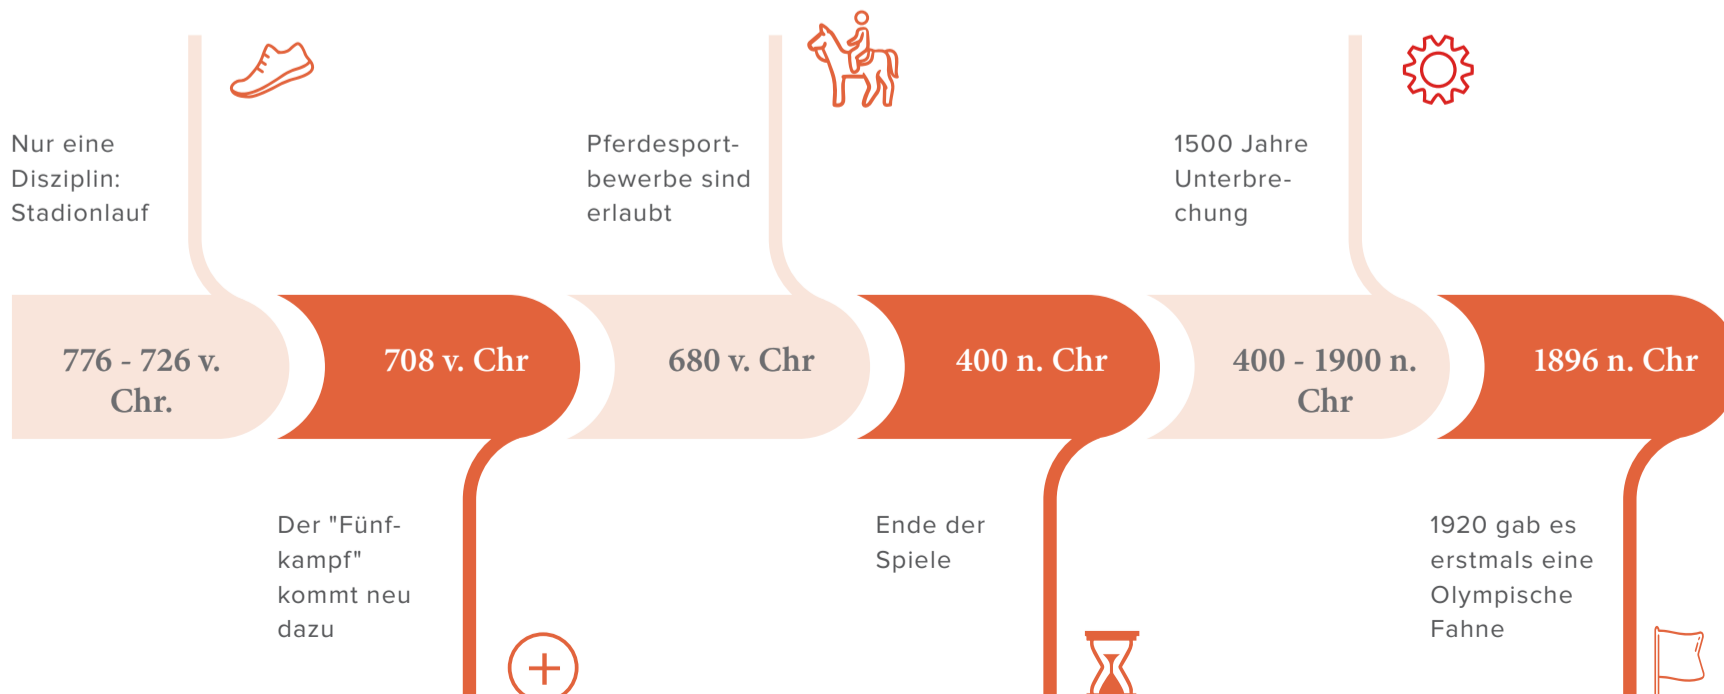 Nur eine
Disziplin:
Stadionlauf
Pferdesport-
bewerbe sind
erlaubt
1500 Jahre
Unterbre-
chung
776 - 726 v.
Chr.
708 v. Chr
680 v. Chr
400 n. Chr
400 - 1900 n.
Chr
1896 n. Chr
Der "Fünf-
kampf"
kommt neu
dazu
Ende der
Spiele
1920 gab es
erstmals eine
Olympische
Fahne